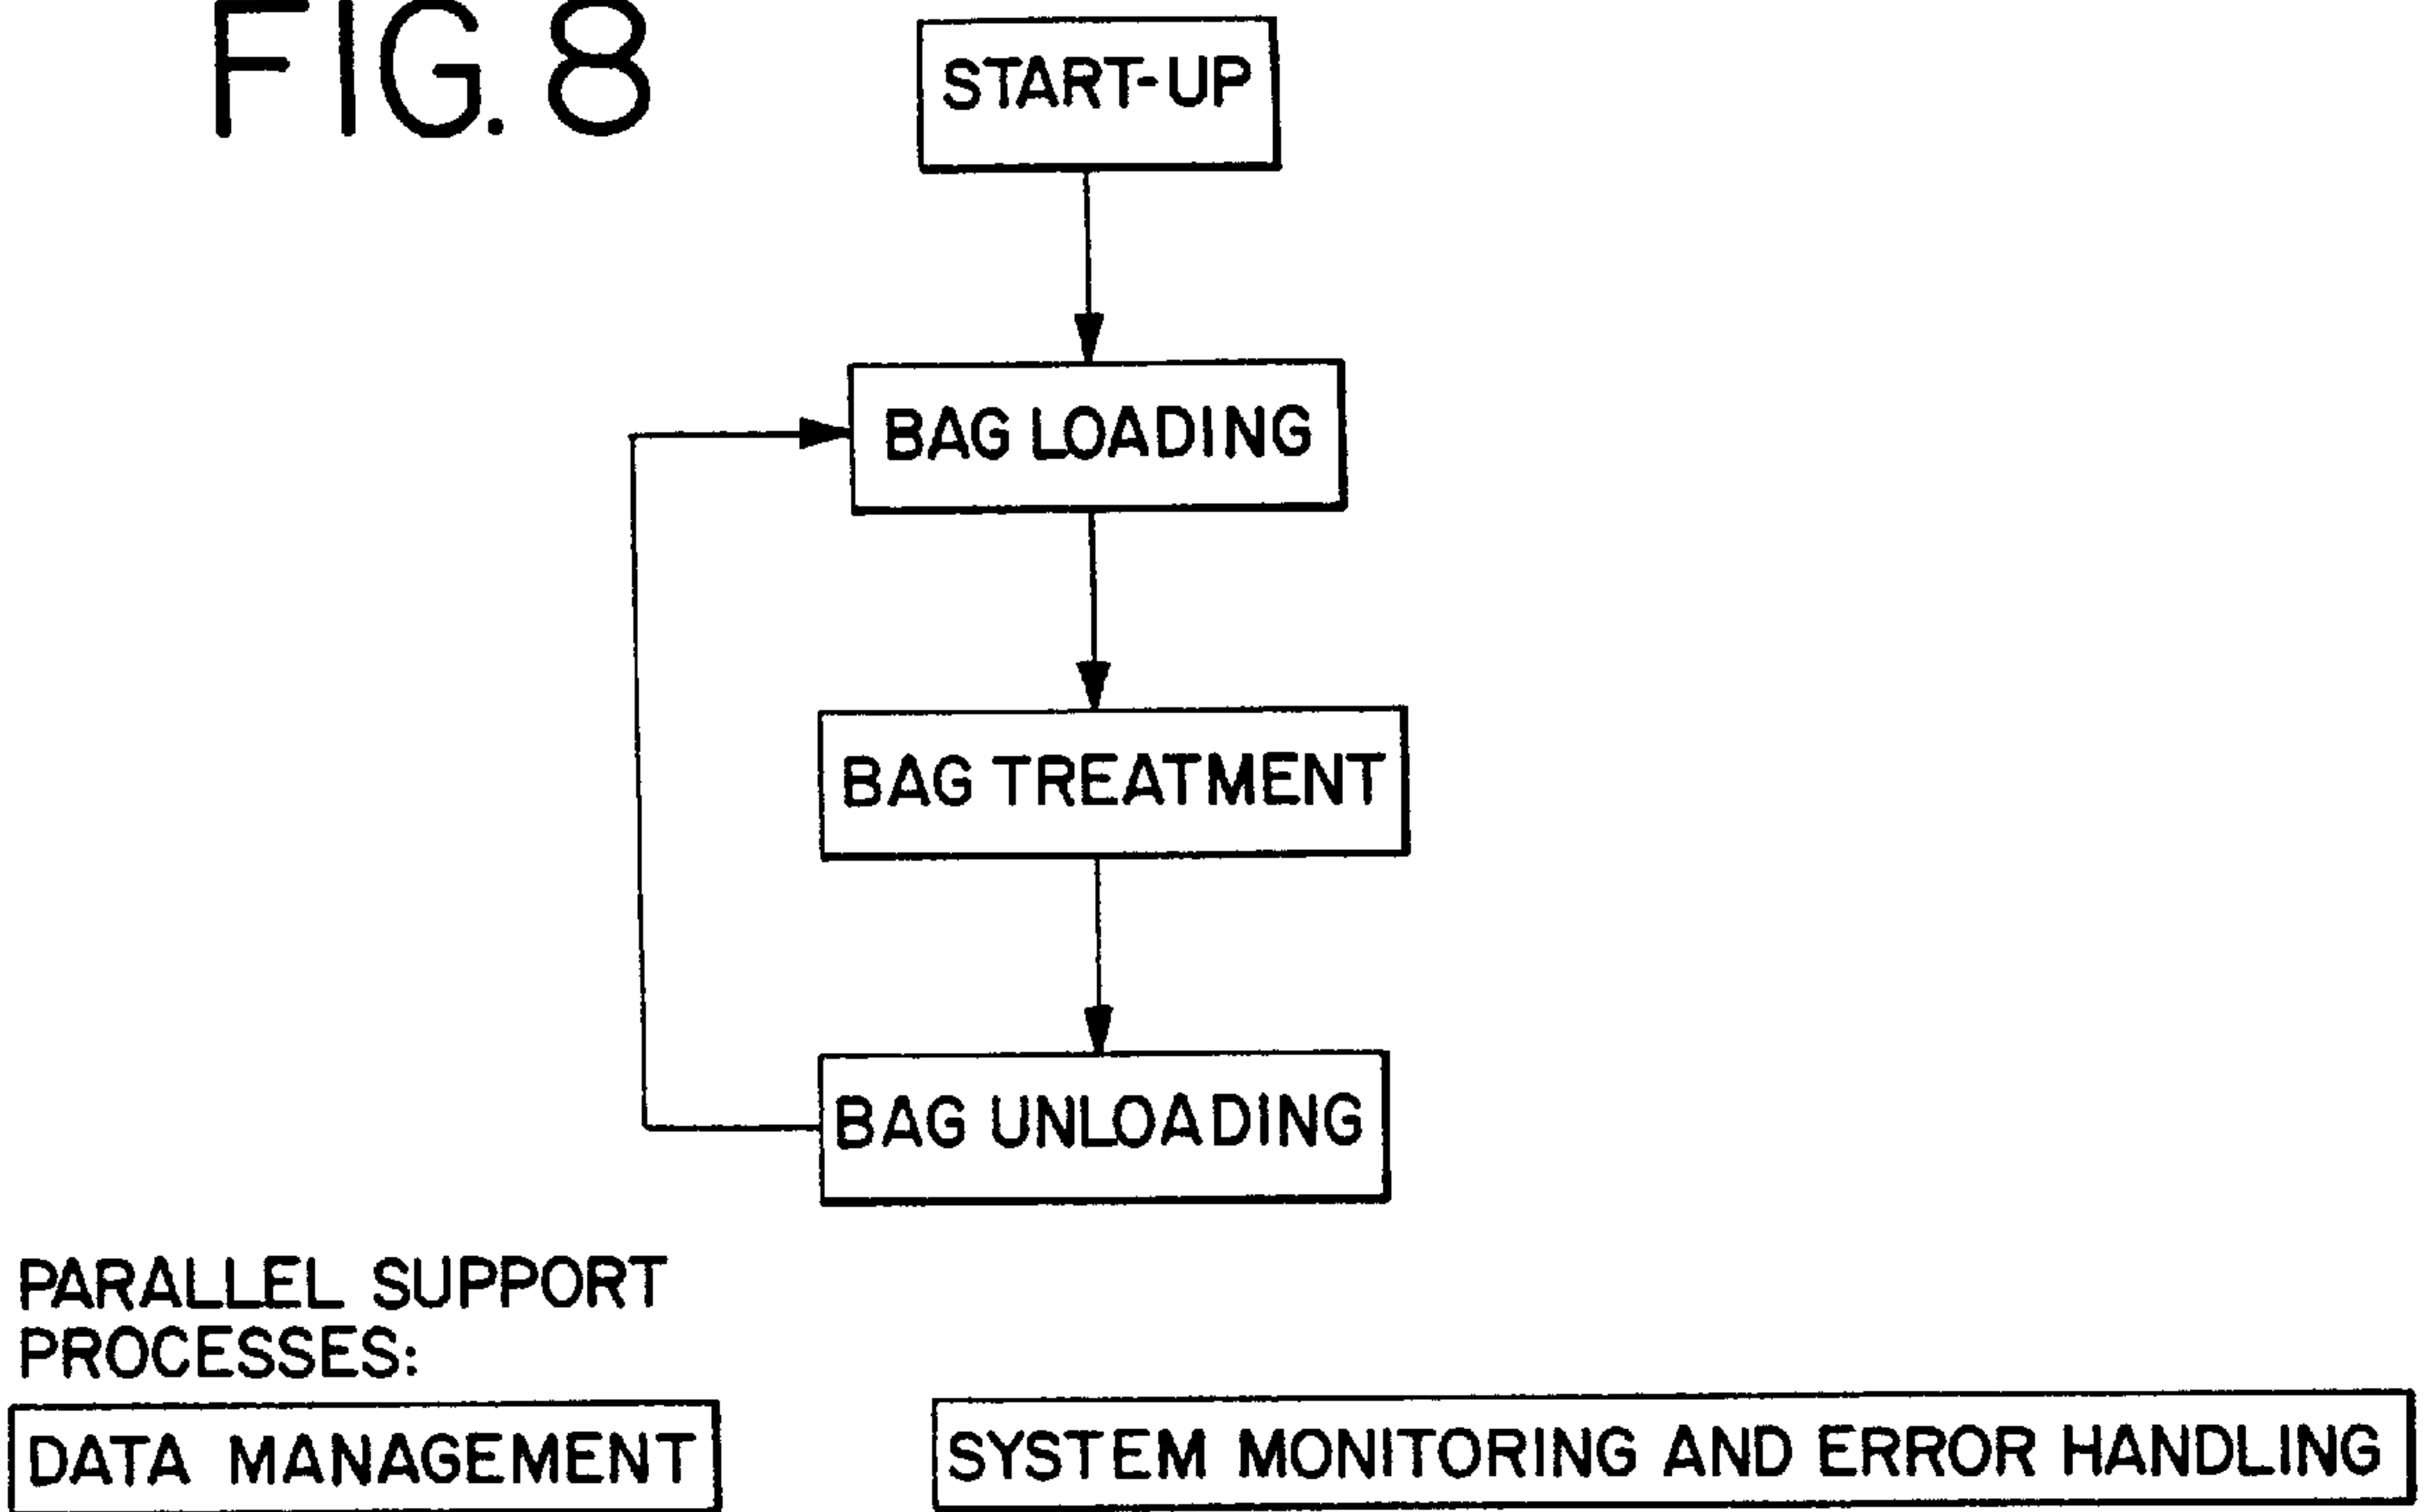 FIG. 8
START-UP
BAG LOADING
BAG TREATMENT
BAG UNLOADING
PARALLEL SUPPORT
PROCESSES:
DATA MANAGEMENT
SYSTEM MONITORING AND ERROR HANDLING